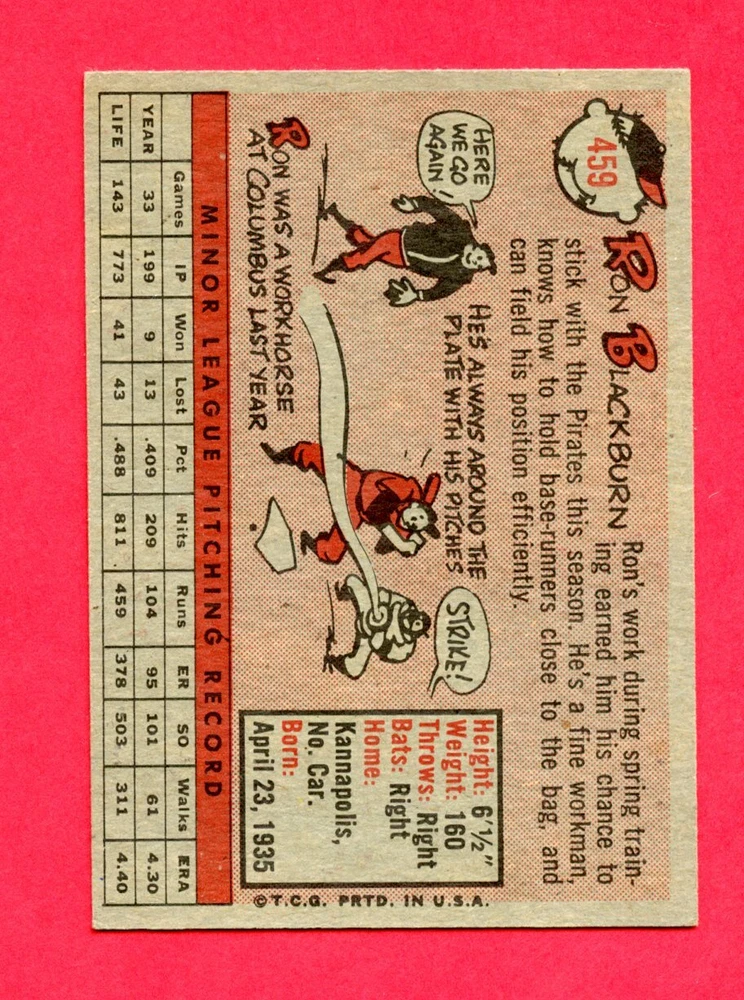 459
RON BLACKBURN
Ron's work during spring train-
ing earned him his chance to
stick with the Pirates this season. He's a fine workman,
knows how to hold base-runners close to the bag, and
can field his position efficiently.
HERE
WE GO
AGAIN!
HE'S ALWAYS AROUND THE
PLATE WITH HIS PITCHES
STRIKE!
RON WAS A WORKHORSE
AT COLUMBUS LAST YEAR
Height: 6'1½"
Weight: 160
Throws: Right
Bats: Right
Home:
Kannapolis,
No. Car.
Born:
April 23, 1935
©T.C.G. PRTD. IN U.S.A.
MINOR LEAGUE PITCHING RECORD
Games IP Won Lost Pct Hits Runs ER SO Walks ERA
YEAR 33 199 9 13 .409 209 104 95 101 61 4.30
LIFE 143 773 41 43 .488 811 459 378 503 311 4.40